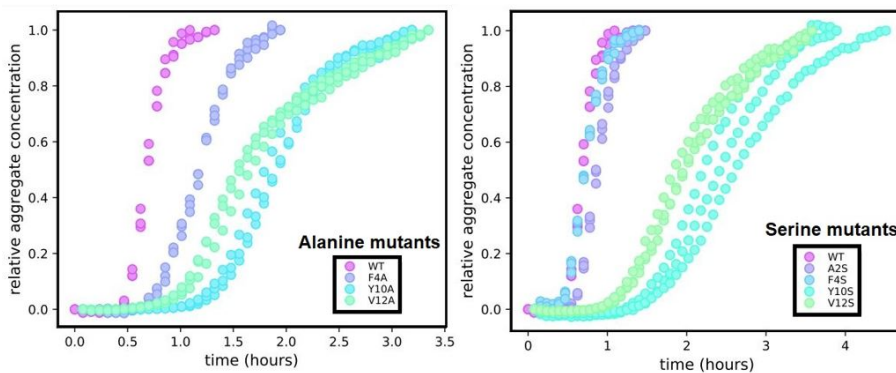 relative aggregate concentration
1.0
0.8
0.6
0.4
0.2
0.0
Alanine mutants
WT
F4A
Y10A
V12A
0.0 0.5 1.0 1.5 2.0 2.5 3.0 3.5
time (hours)
relative aggregate concentration
1.0
0.8
0.6
0.4
0.2
0.0
Serine mutants
WT
A2S
F4S
Y10S
V12S
0 1 2 3 4
time (hours)